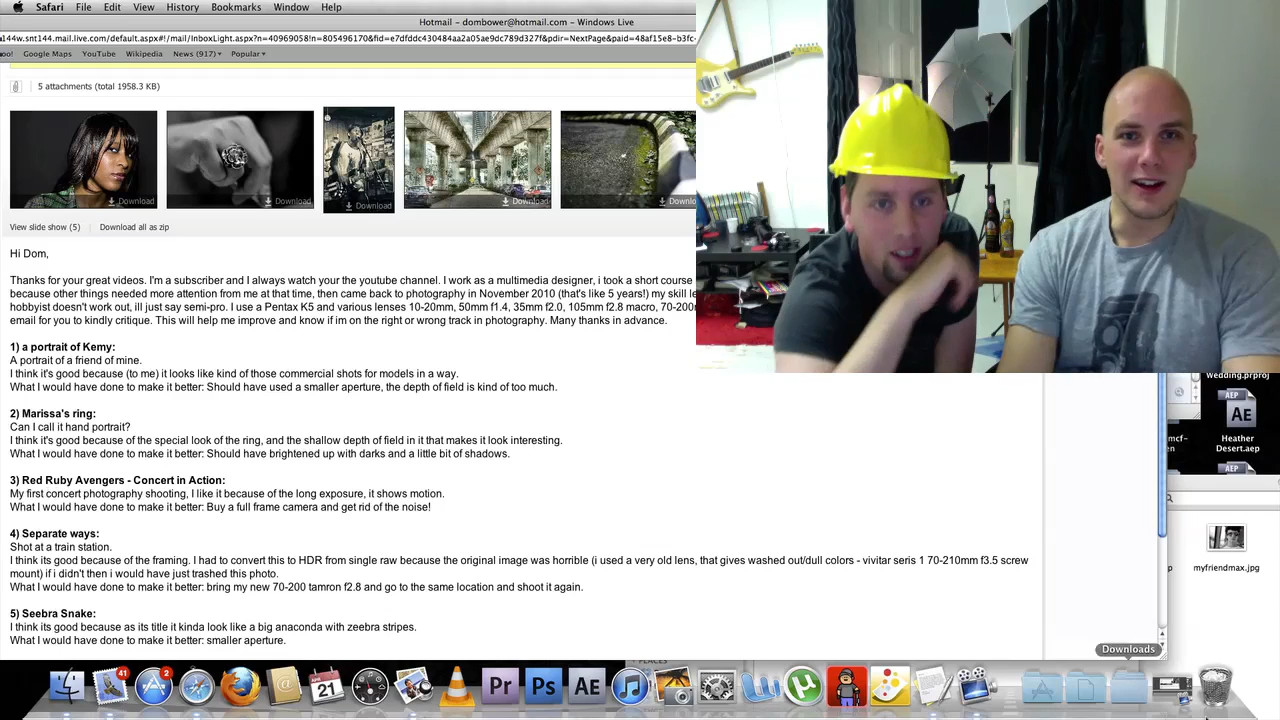 Safari File Edit View History Bookmarks Window Help
Hotmail - dombower@hotmail.com - Windows Live
Google Maps YouTube Wikipedia News (917) Popular
5 attachments (total 1958.3 KB)
Download Download Download Download
View slide show (5) Download all as zip
Hi Dom,
Thanks for your great videos. I'm a subscriber and I always watch your the youtube channel. I work as a multimedia designer, i took a short course
because other things needed more attention from me at that time, then came back to photography in November 2010 (that's like 5 years!) my skill
hobbyist doesn't work out, ill just say semi-pro. I use a Pentax K5 and various lenses 10-20mm, 50mm f1.4, 35mm f2.0, 105mm f2.8 macro,
email for you to kindly critique. This will help me improve and know if im on the right or wrong track in photography. Many thanks in advance.
1) a portrait of Kemy:
A portrait of a friend of mine.
I think it's good because (to me) it looks like kind of those commercial shots for models in a way.
What I would have done to make it better: Should have used a smaller aperture, the depth of field is kind of too much.
2) Marissa's ring:
Can I call it hand portrait?
I think it's good because of the special look of the ring, and the shallow depth of field in it that makes it look interesting.
What I would have done to make it better: Should have brightened up with darks and a little bit of shadows.
3) Red Ruby Avengers - Concert in Action:
My first concert photography shooting, I like it because of the long exposure, it shows motion.
What I would have done to make it better: Buy a full frame camera and get rid of the noise!
4) Separate ways:
Shot at a train station.
I think its good because of the framing. I had to convert this to HDR from single raw because the original image was horrible (i used a very old lens, that gives washed out/dull colors - vivitar seris 1 70-210mm f3.5 screw
mount) if i didn't then i would have just trashed this photo.
What I would have done to make it better: bring my new 70-200 tamron f2.8 and go to the same location and shoot it again.
5) Seebra Snake:
I think its good because as its title it kinda look like a big anaconda with zeebra stripes.
What I would have done to make it better: smaller aperture.
wedding.prproj
AEP
AE
Heather
Desert.aep
AEP
myfriendmax.jpg
Downloads
41 2 APR 21 Pr Ps AE